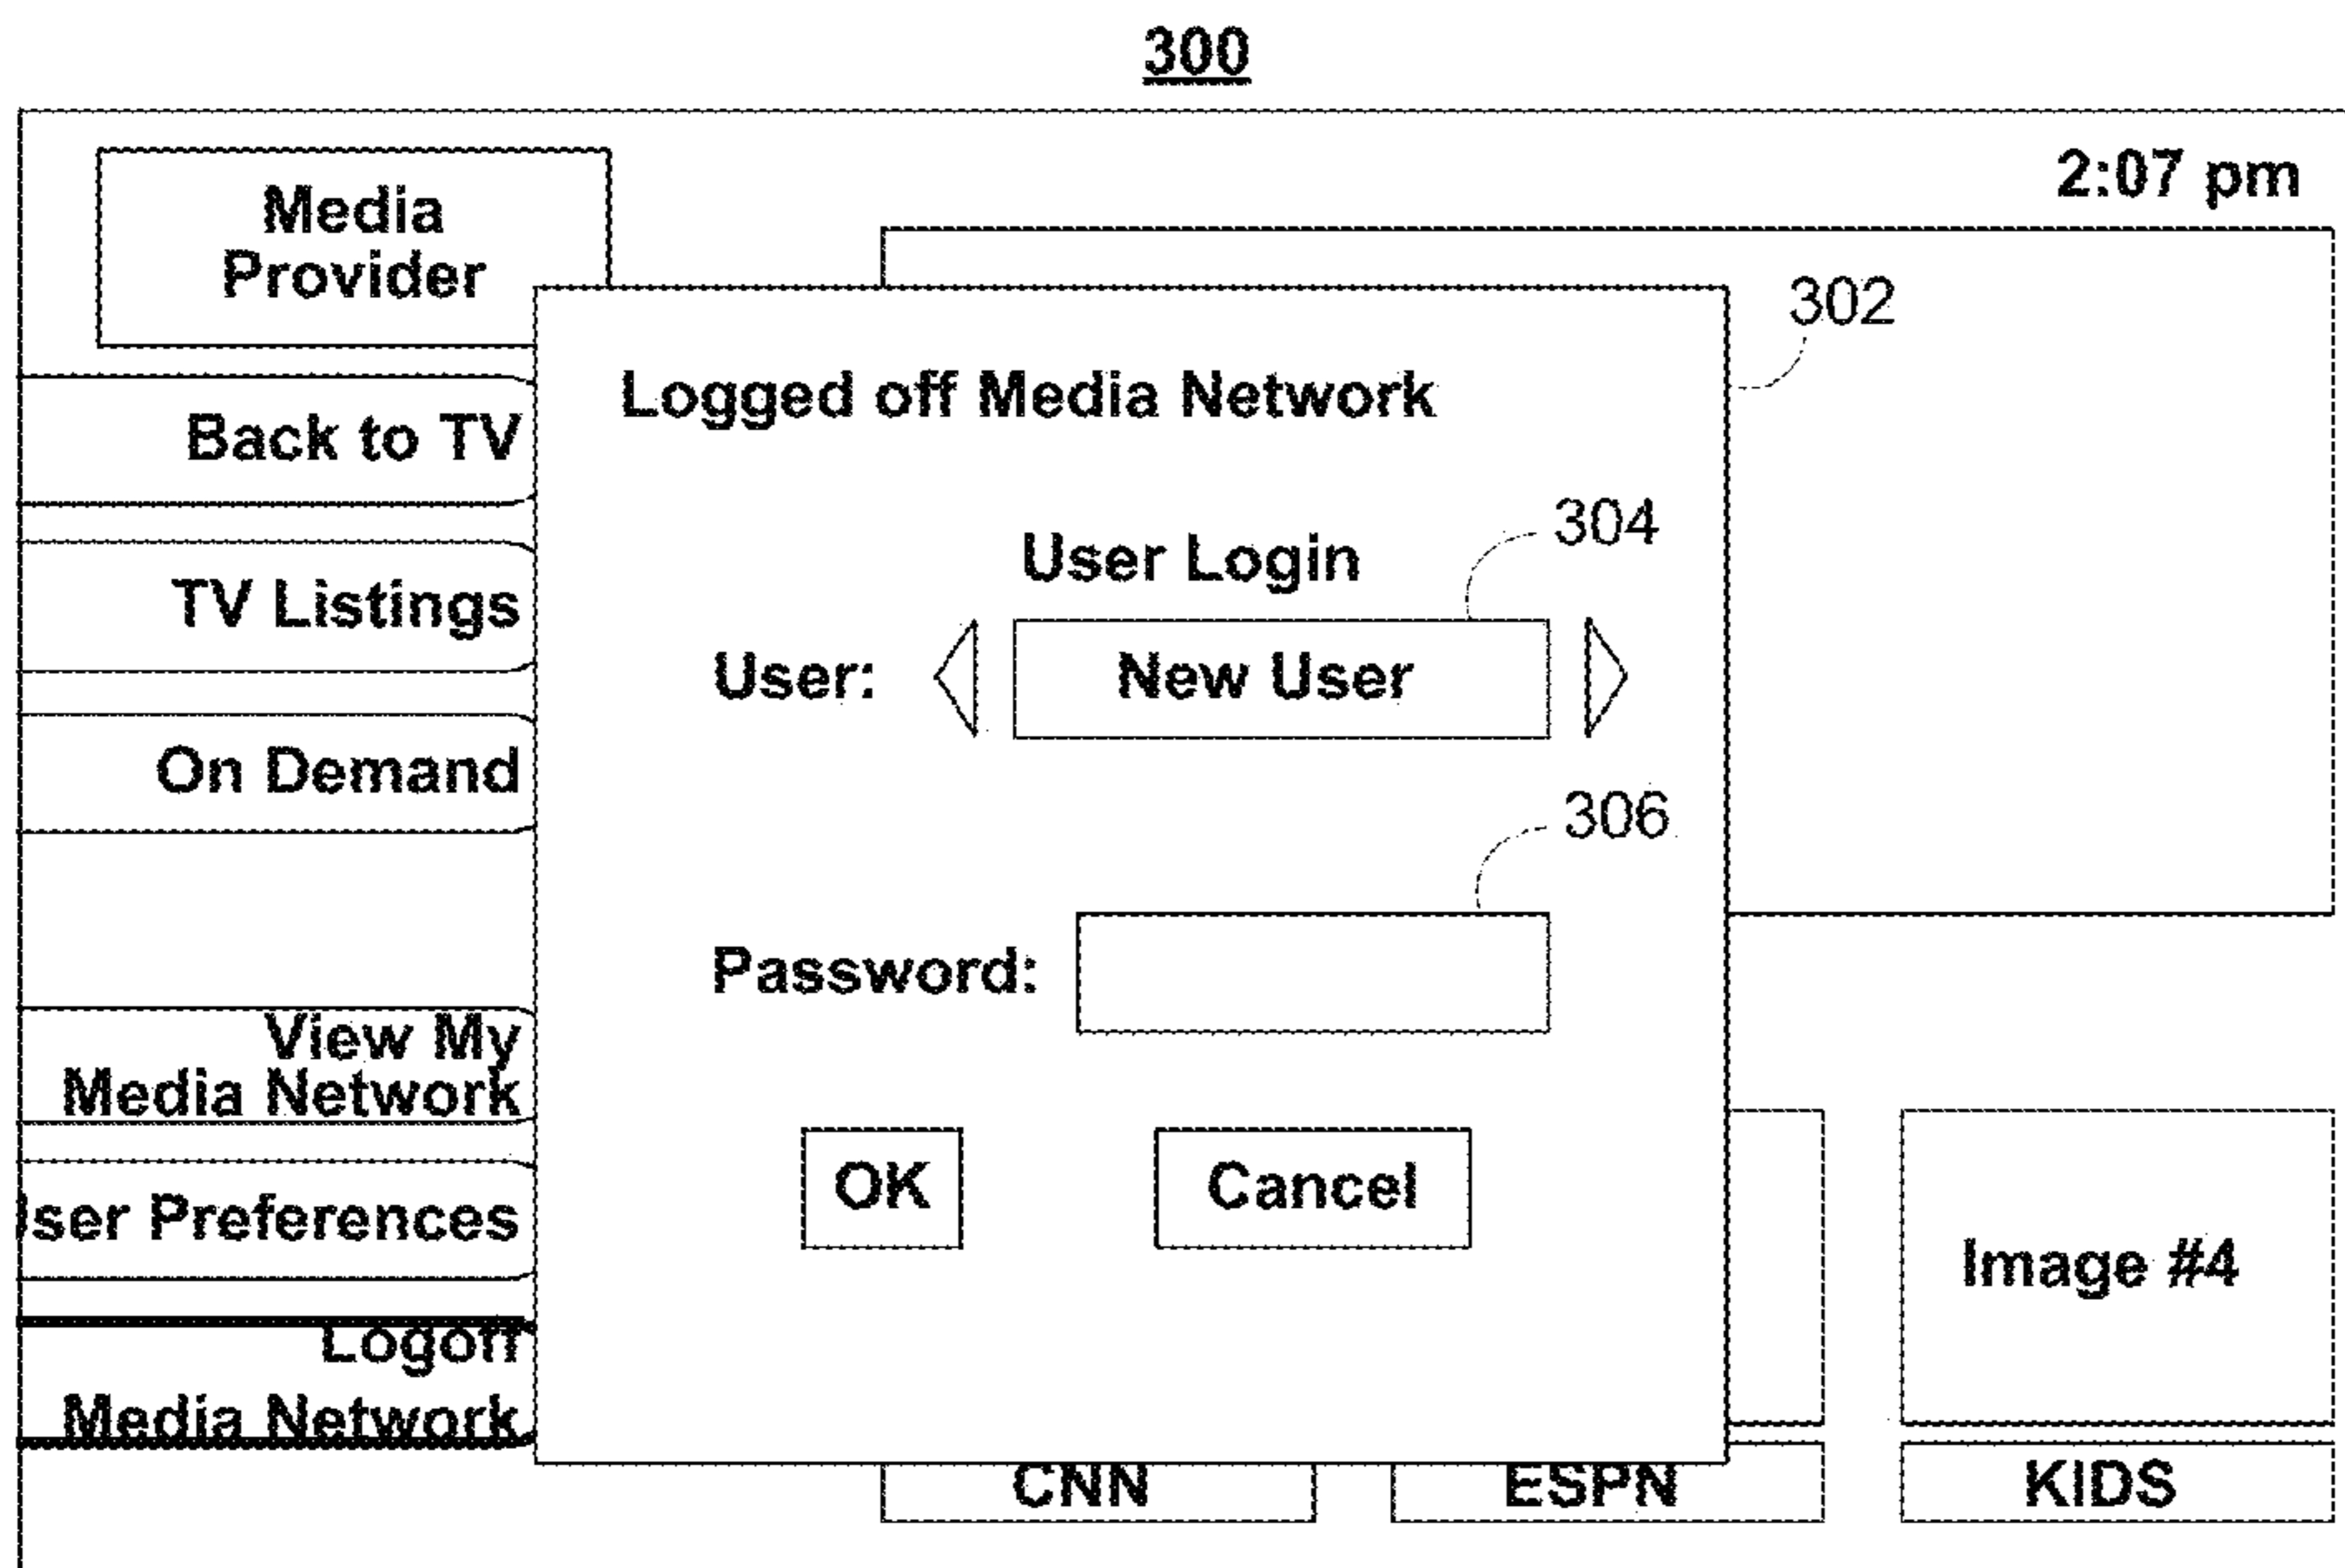 300
2:07 pm
Media
Provider
302
Logged off Media Network
Back to TV
304
User Login
TV Listings
User:
New User
On Demand
306
Password:
View My
Media Network
OK
Cancel
User Preferences
Image #4
Logoff
Media Network
CNN
ESPN
KIDS